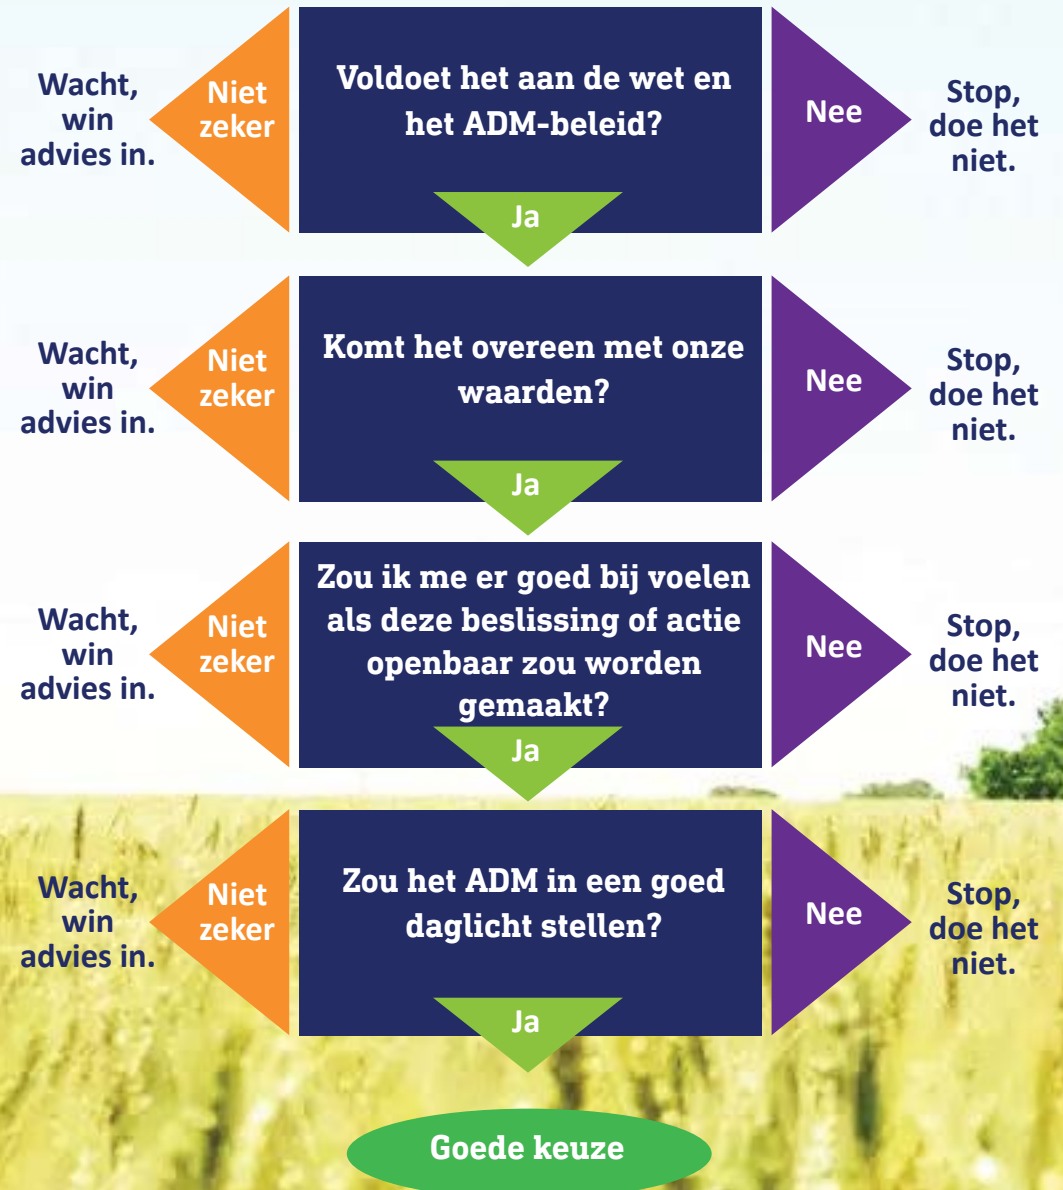 Wacht,
win
advies in.
Niet
zeker
Voldoet het aan de wet en
het ADM-beleid?
Ja
Nee
Stop,
doe het
niet.
Wacht,
win
advies in.
Niet
zeker
Komt het overeen met onze
waarden?
Ja
Nee
Stop,
doe het
niet.
Wacht,
win
advies in.
Niet
zeker
Zou ik me er goed bij voelen
als deze beslissing of actie
openbaar zou worden
gemaakt?
Ja
Nee
Stop,
doe het
niet.
Wacht,
win
advies in.
Niet
zeker
Zou het ADM in een goed
daglicht stellen?
Ja
Nee
Stop,
doe het
niet.
Goede keuze